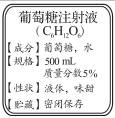 葡萄糖注射液
(C₆H₁₂O₆)
【成分】葡萄糖，水
【规格】500 mL
质量分数5%
【性状】液体，味甜
【贮藏】密闭保存